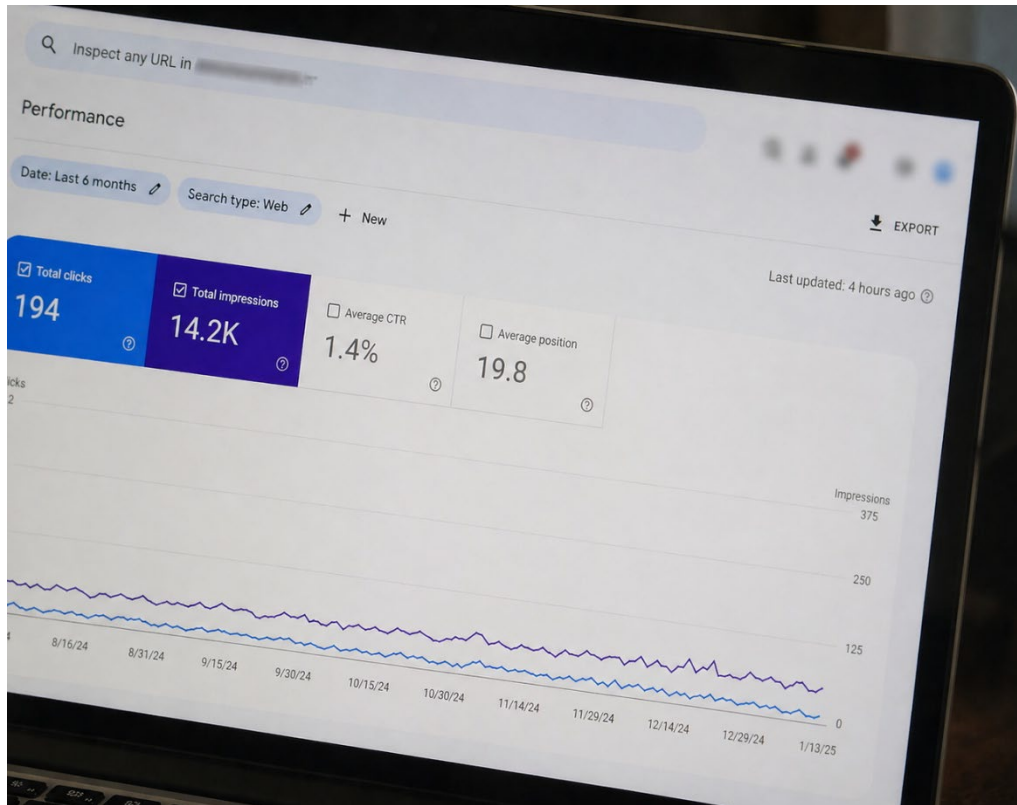 Inspect any URL in
Performance
Date: Last 6 months
Search type: Web
+ New
EXPORT
Last updated: 4 hours ago
Total clicks
194
Total impressions
14.2K
Average CTR
1.4%
Average position
19.8
Impressions
375
250
125
0
8/16/24
8/31/24
9/15/24
9/30/24
10/15/24
10/30/24
11/14/24
11/29/24
12/14/24
12/29/24
1/13/25